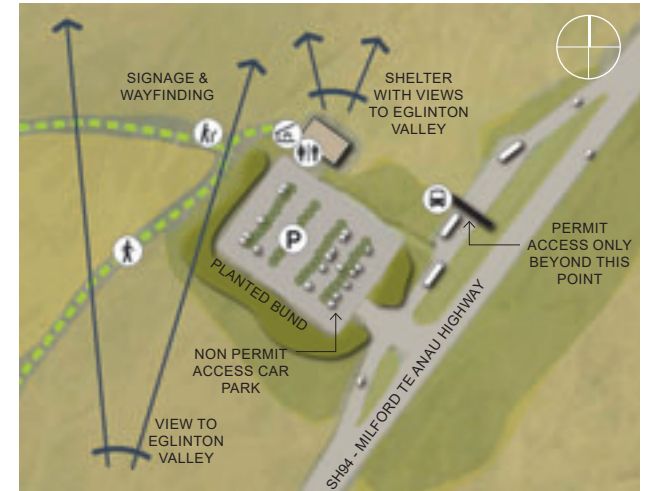 SIGNAGE &
WAYFINDING
SHELTER
WITH VIEWS
TO EGLINTON
VALLEY
PERMIT
ACCESS ONLY
BEYOND THIS
POINT
P
PLANTED BUND
NON PERMIT
ACCESS CAR
PARK
VIEW TO
EGLINTON
VALLEY
SH94 - MILFORD TE ANAU HIGHWAY